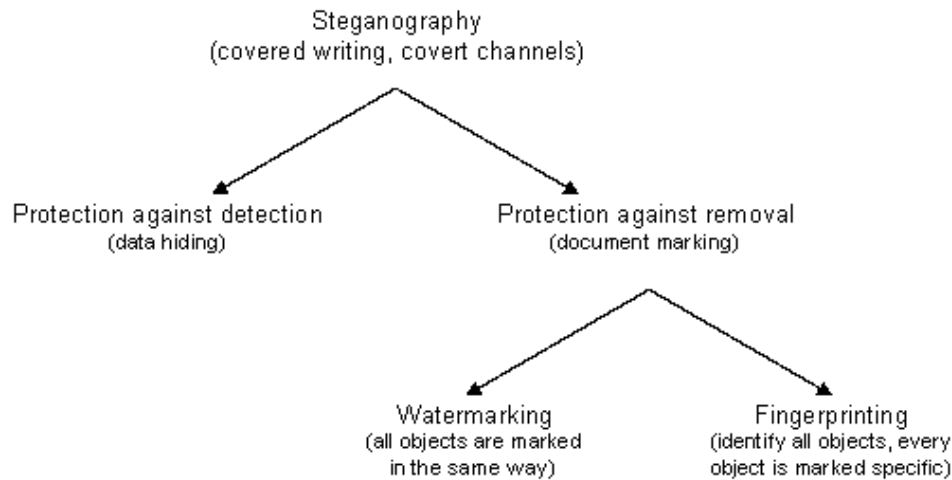 Steganography
(covered writing, covert channels)
Protection against detection
(data hiding)
Protection against removal
(document marking)
Watermarking
(all objects are marked
in the same way)
Fingerprinting
(identify all objects, every
object is marked specific)